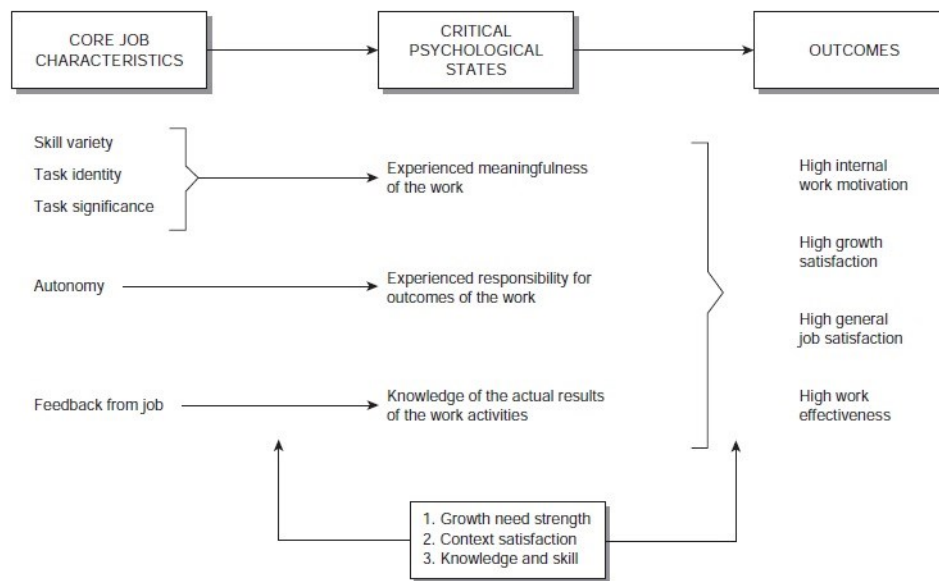 CORE JOB
CHARACTERISTICS
CRITICAL
PSYCHOLOGICAL
STATES
OUTCOMES
Skill variety
Task identity
Task significance
Experienced meaningfulness
of the work
High internal
work motivation
High growth
satisfaction
Autonomy
Experienced responsibility for
outcomes of the work
High general
job satisfaction
Feedback from job
Knowledge of the actual results
of the work activities
High work
effectiveness
1. Growth need strength
2. Context satisfaction
3. Knowledge and skill